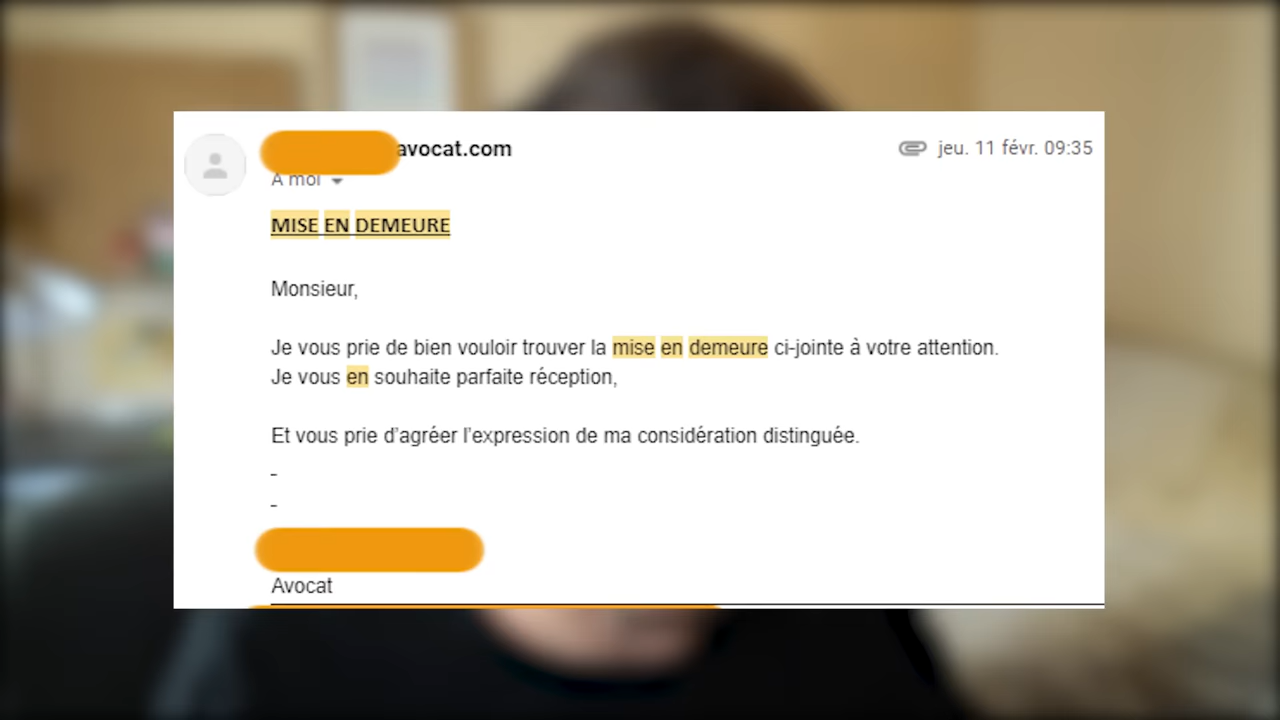 avocat.com
jeu. 11 févr. 09:35
À moi
MISE EN DEMEURE
Monsieur,
Je vous prie de bien vouloir trouver la mise en demeure ci-jointe à votre attention.
Je vous en souhaite parfaite réception,
Et vous prie d’agréer l’expression de ma considération distinguée.
-
-
Avocat